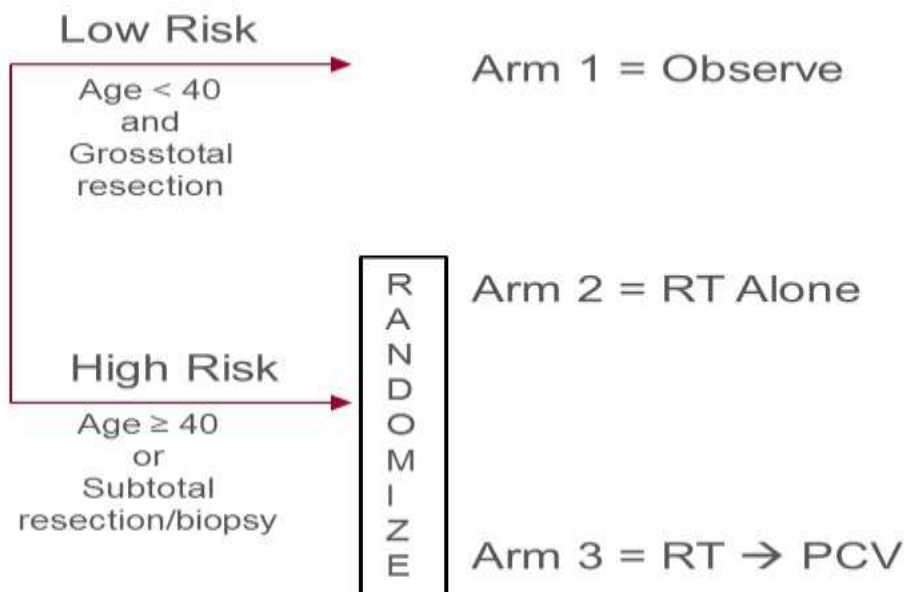 Low Risk
Age < 40
and
Grosstotal
resection
Arm 1 = Observe
High Risk
Age ≥ 40
or
Subtotal
resection/biopsy
R
A
N
D
O
M
I
Z
E
Arm 2 = RT Alone
Arm 3 = RT → PCV